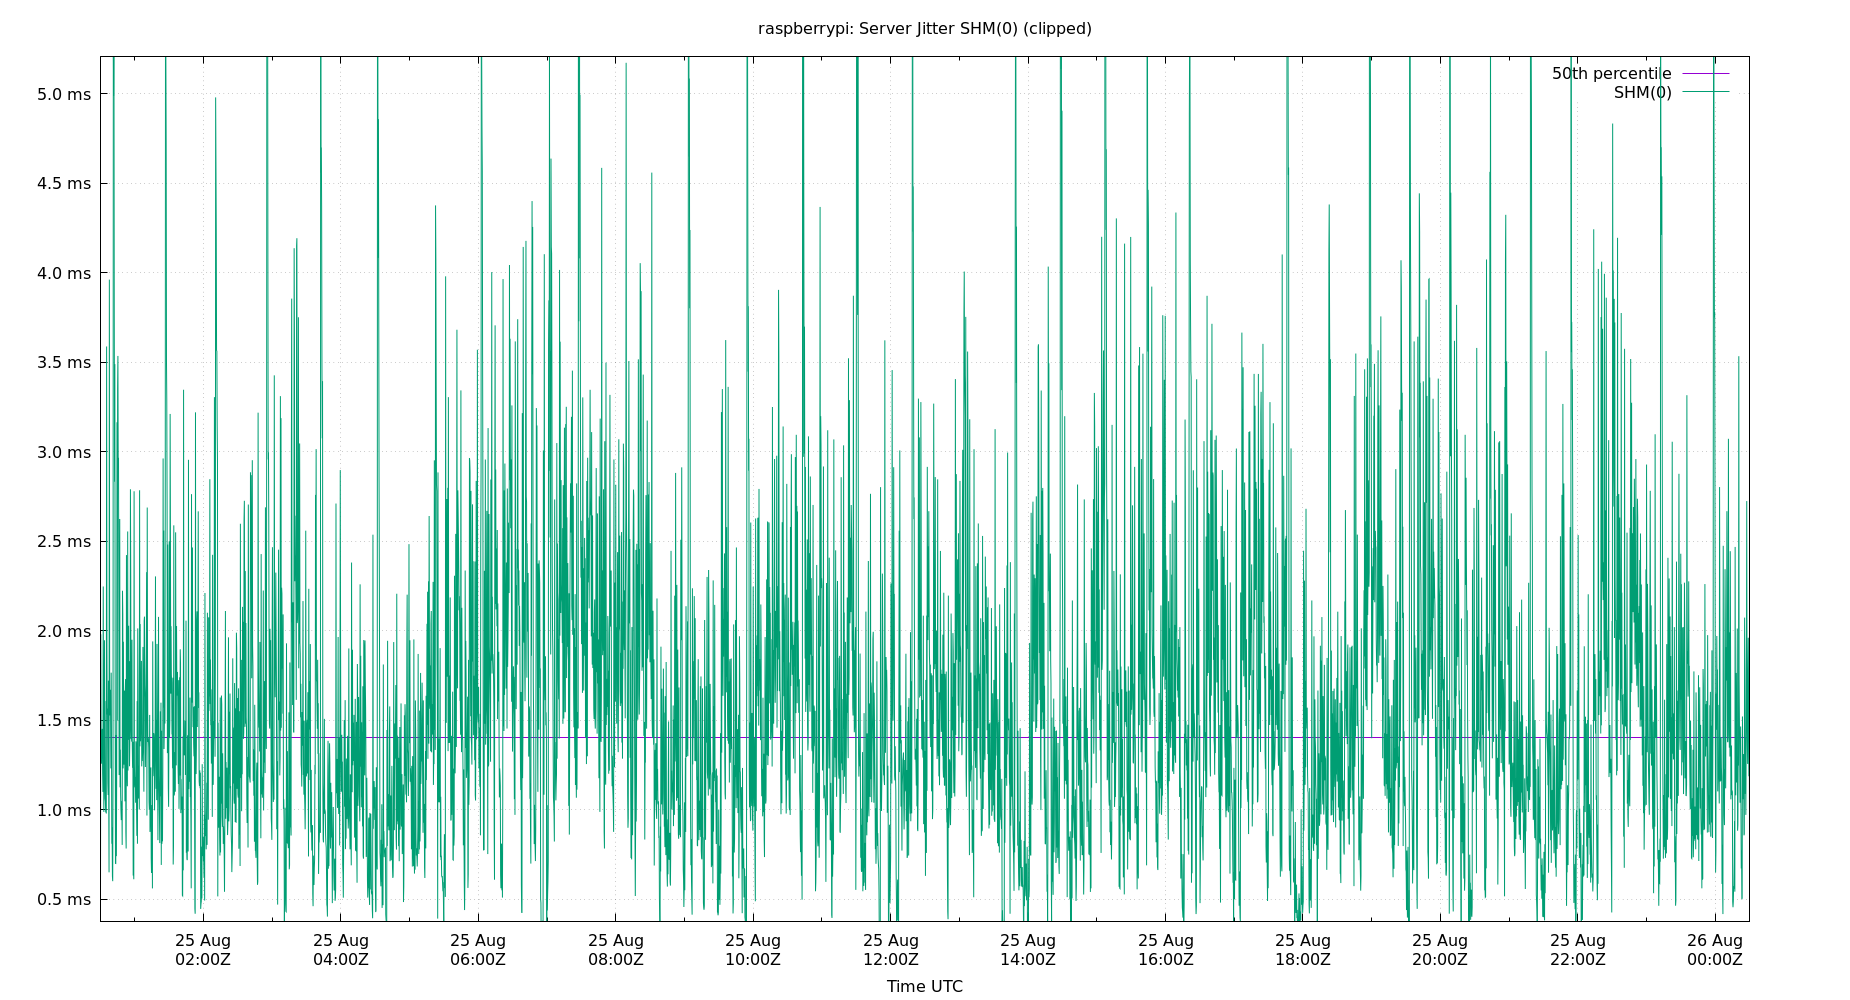 raspberrypi: Server Jitter SHM(0) (clipped)
50th percentile
SHM(0)
5.0 ms
4.5 ms
4.0 ms
3.5 ms
3.0 ms
2.5 ms
2.0 ms
1.5 ms
1.0 ms
0.5 ms
25 Aug 25 Aug 25 Aug 25 Aug 25 Aug 25 Aug 25 Aug 25 Aug 25 Aug 25 Aug 25 Aug 26 Aug
02:00Z 04:00Z 06:00Z 08:00Z 10:00Z 12:00Z 14:00Z 16:00Z 18:00Z 20:00Z 22:00Z 00:00Z
Time UTC